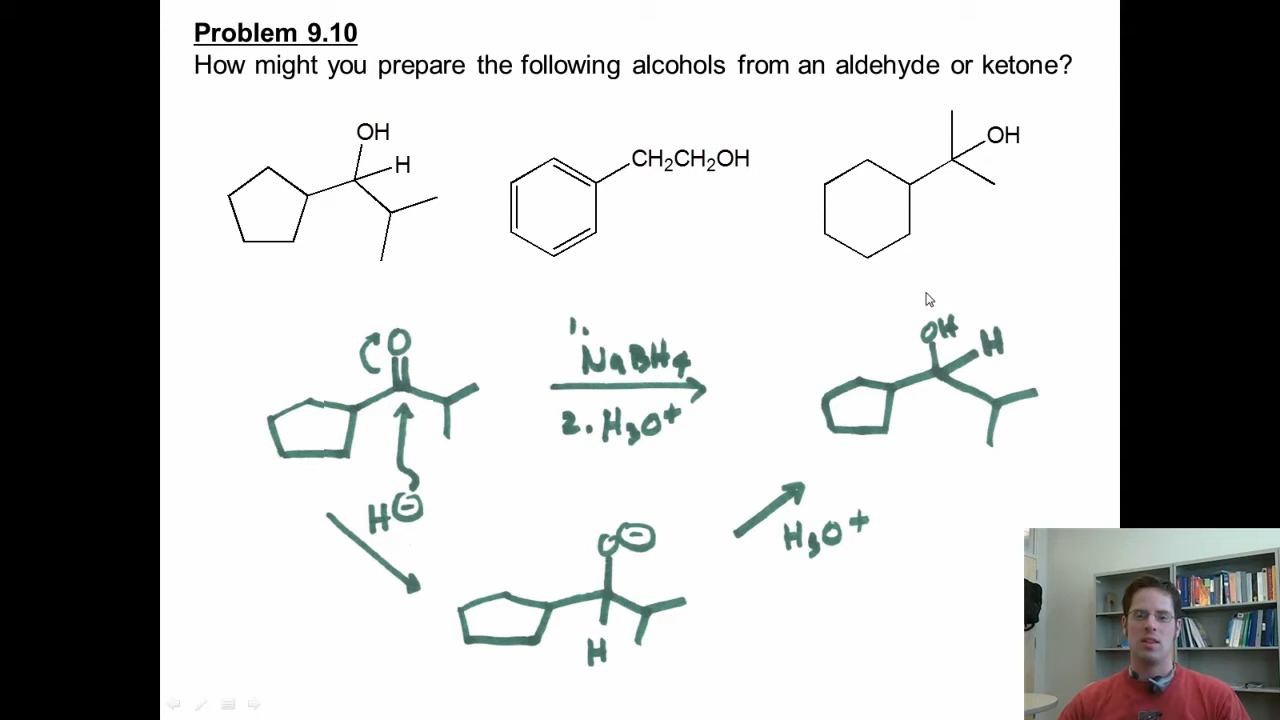 Problem 9.10
How might you prepare the following alcohols from an aldehyde or ketone?
OH
H
CH₂CH₂OH
OH
O
1.
NaBH₄
2. H₃O⁺
OH
H
H⊖
O⊖
H
H₃O⁺